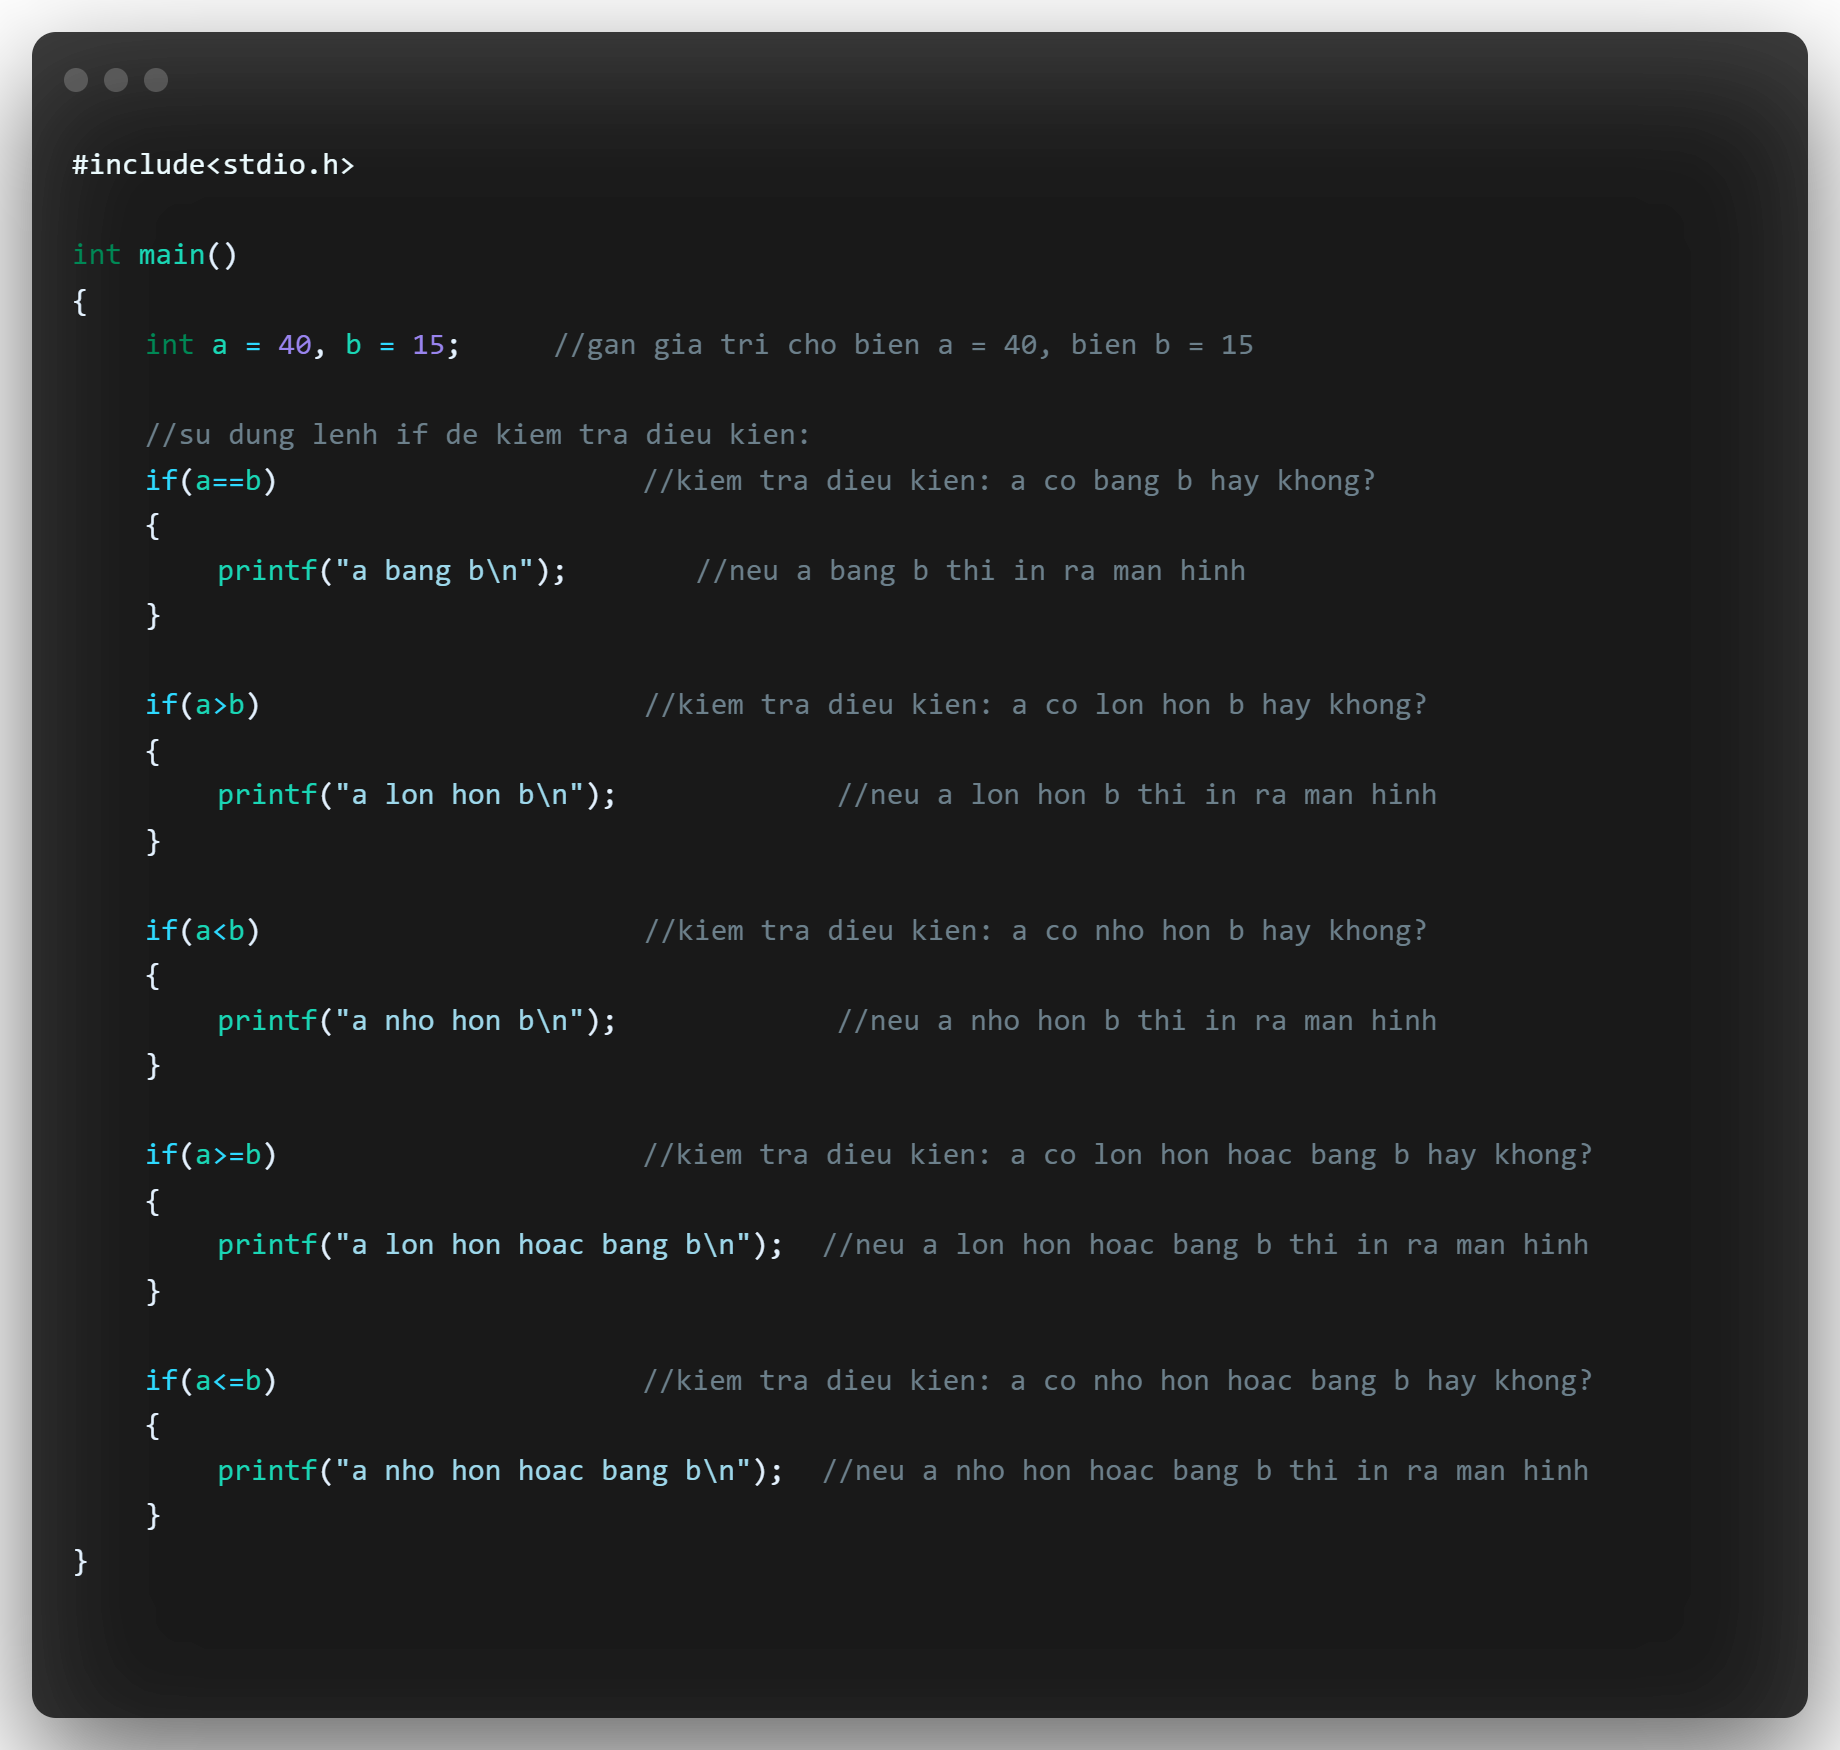 #include<stdio.h>
int main()
{
int a = 40, b = 15; //gan gia tri cho bien a = 40, bien b = 15
//su dung lenh if de kiem tra dieu kien:
if(a==b) //kiem tra dieu kien: a co bang b hay khong?
{
printf("a bang b\n"); //neu a bang b thi in ra man hinh
}
if(a>b) //kiem tra dieu kien: a co lon hon b hay khong?
{
printf("a lon hon b\n"); //neu a lon hon b thi in ra man hinh
}
if(a<b) //kiem tra dieu kien: a co nho hon b hay khong?
{
printf("a nho hon b\n"); //neu a nho hon b thi in ra man hinh
}
if(a>=b) //kiem tra dieu kien: a co lon hon hoac bang b hay khong?
{
printf("a lon hon hoac bang b\n"); //neu a lon hon hoac bang b thi in ra man hinh
}
if(a<=b) //kiem tra dieu kien: a co nho hon hoac bang b hay khong?
{
printf("a nho hon hoac bang b\n"); //neu a nho hon hoac bang b thi in ra man hinh
}
}